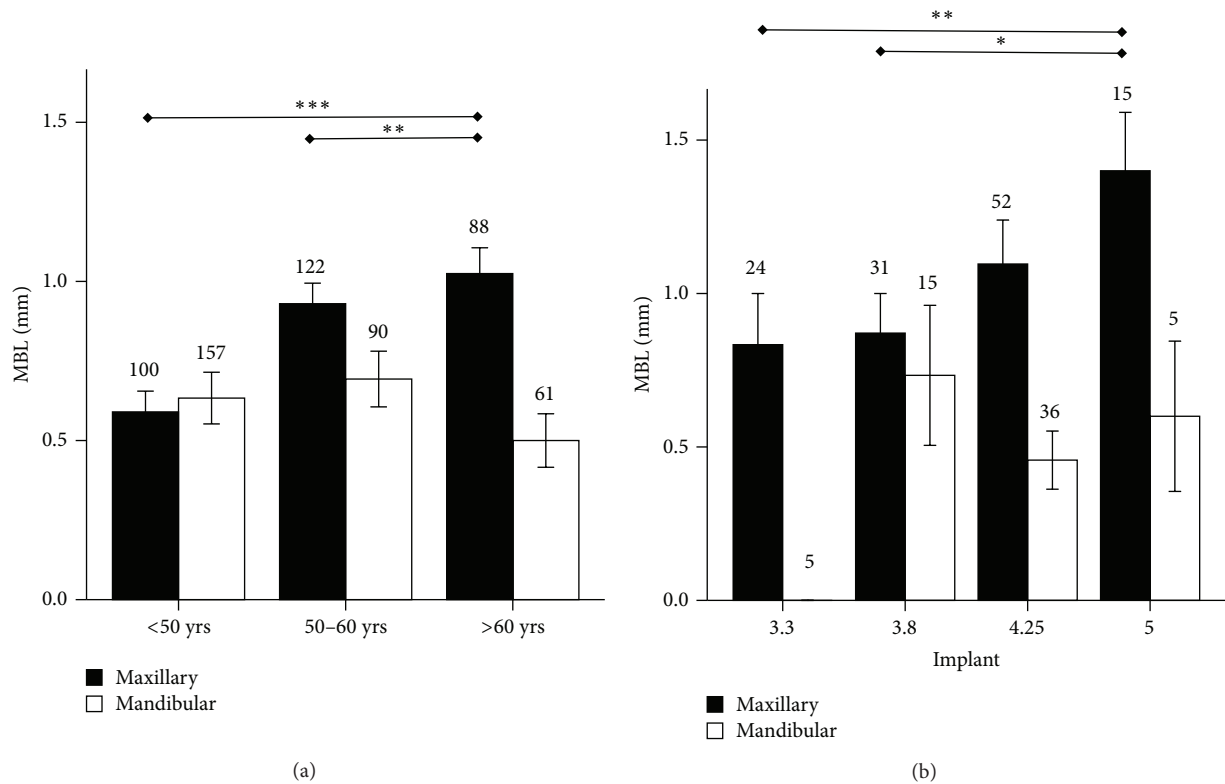 ***
**
1.5
1.0
0.5
0.0
MBL (mm)
100
157
122
90
88
61
<50 yrs
50–60 yrs
>60 yrs
Maxillary
Mandibular
(a)
**
*
1.5
1.0
0.5
0.0
MBL (mm)
24
5
31
15
52
36
15
5
3.3
3.8
4.25
5
Implant
Maxillary
Mandibular
(b)